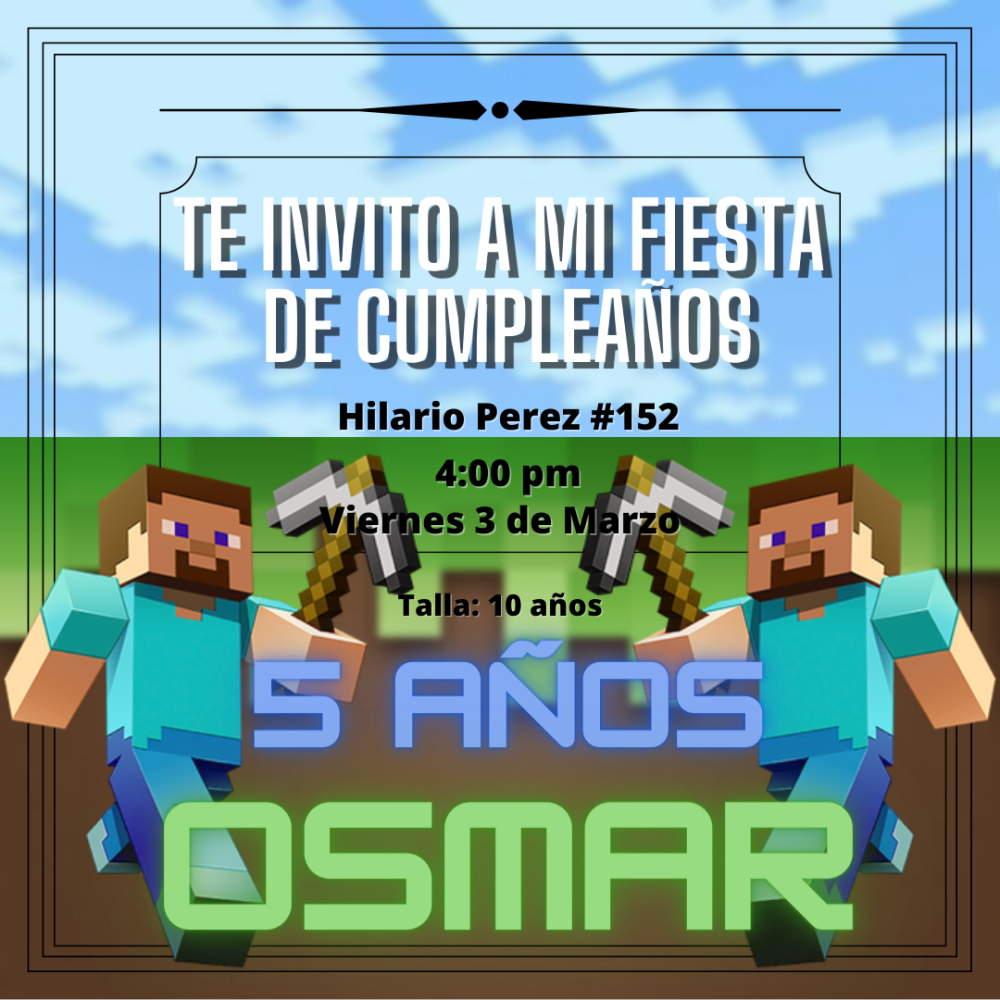 TE INVITO A MI FIESTA
DE CUMPLEAÑOS
Hilario Perez #152
4:00 pm
Viernes 3 de Marzo
Talla: 10 años
5 AÑOS
OSMAR